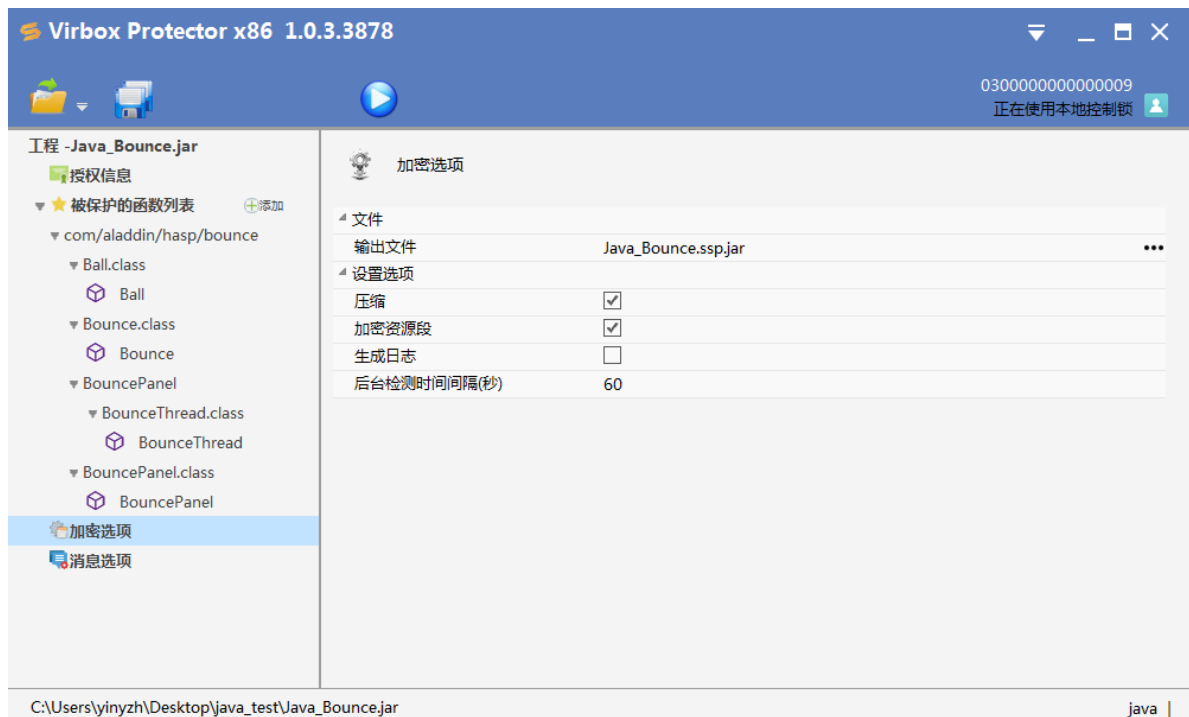 Virbox Protector x86 1.0.3.3878
0300000000000009
正在使用本地控制锁
工程 -Java_Bounce.jar
授权信息
被保护的函数列表 添加
com/aladdin/hasp/bounce
Ball.class
Ball
Bounce.class
Bounce
BouncePanel
BounceThread.class
BounceThread
BouncePanel.class
BouncePanel
加密选项
消息选项
加密选项
文件
输出文件 Java_Bounce.ssp.jar
设置选项
压缩
加密资源段
生成日志
后台检测时间间隔(秒) 60
C:\Users\yinyzh\Desktop\java_test\Java_Bounce.jar
java |